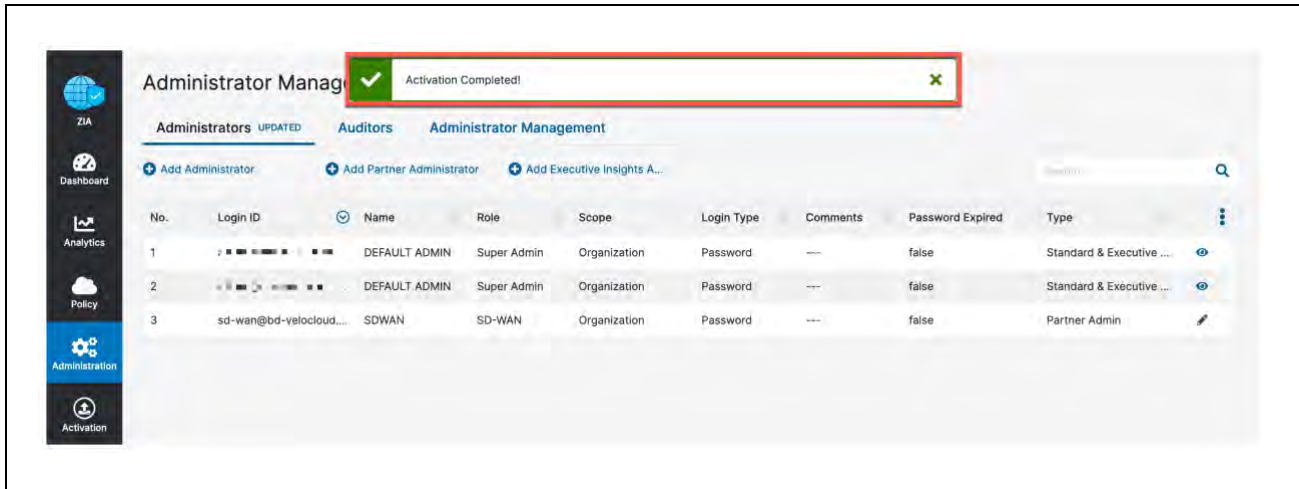 Administrator Manag
Activation Completed!
ZIA
Administrators UPDATED Auditors Administrator Management
Dashboard
Add Administrator Add Partner Administrator Add Executive Insights A...
Search
Analytics
No. Login ID Name Role Scope Login Type Comments Password Expired Type
1 DEFAULT ADMIN Super Admin Organization Password --- false Standard & Executive ...
2 DEFAULT ADMIN Super Admin Organization Password --- false Standard & Executive ...
Policy
3 sd-wan@bd-velocloud.... SDWAN SD-WAN Organization Password --- false Partner Admin
Administration
Activation